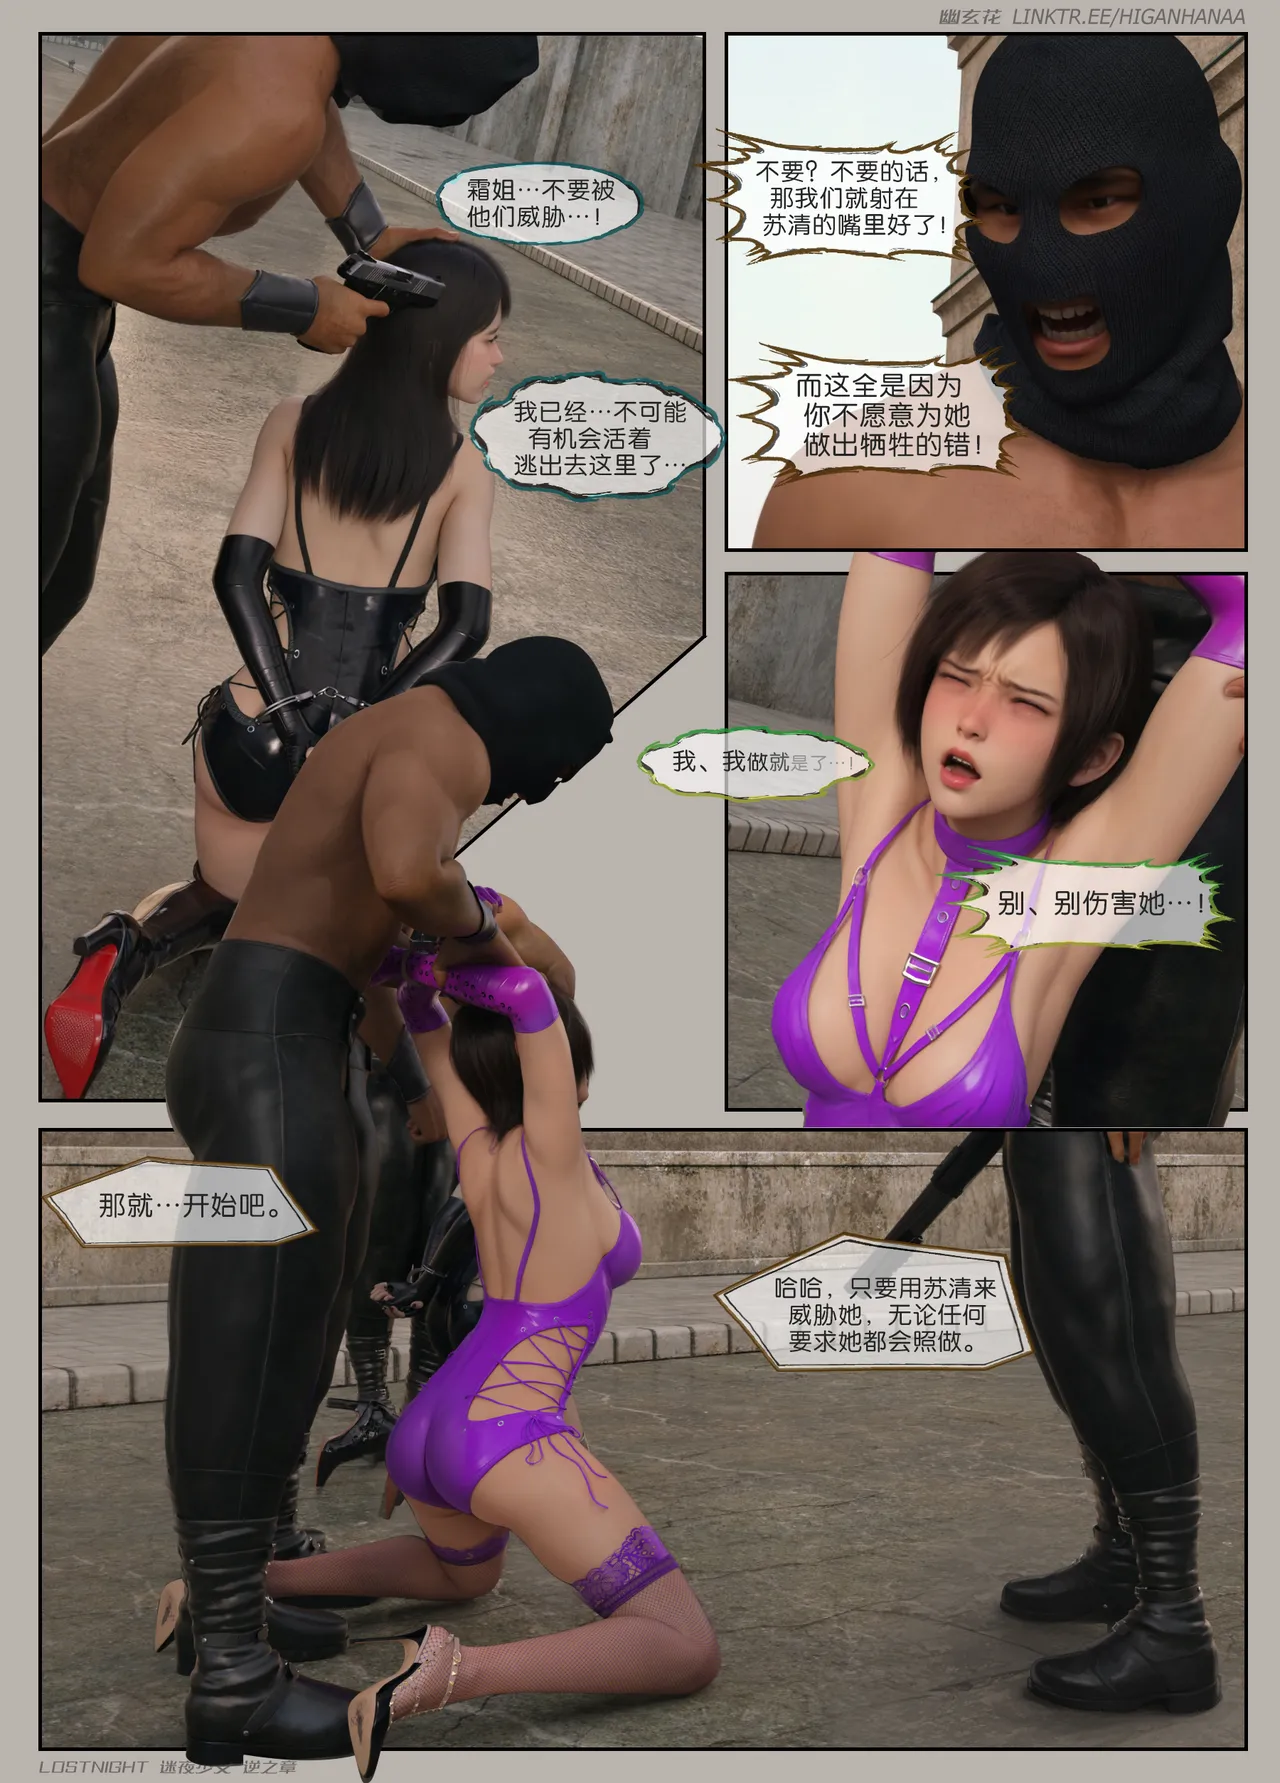 幽玄花 LINKTR.EE/HIGANHANAA
霜姐…不要被
他们威胁…！
我已经…不可能
有机会活着
逃出去这里了…
不要？不要的话，
那我们就射在
苏清的嘴里好了！
而这全是因为
你不愿意为她
做出牺牲的错！
我、我做就是了…！
别、别伤害她…！
那就…开始吧。
哈哈，只要用苏清来
威胁她，无论任何
要求她都会照做。
LOSTNIGHT 迷夜少女 逆之章